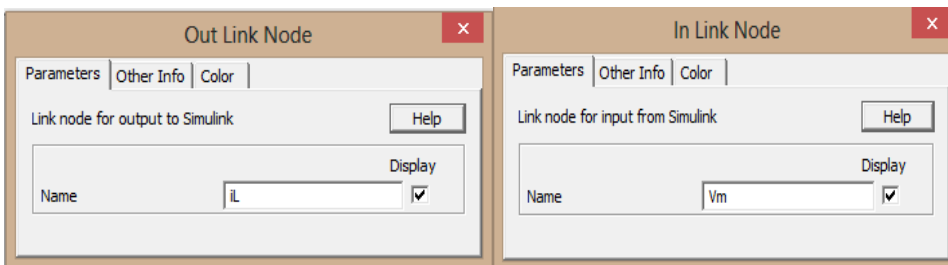 Out Link Node
x
Parameters Other Info Color
Link node for output to Simulink Help
Display
Name iL
In Link Node
x
Parameters Other Info Color
Link node for input from Simulink Help
Display
Name Vm